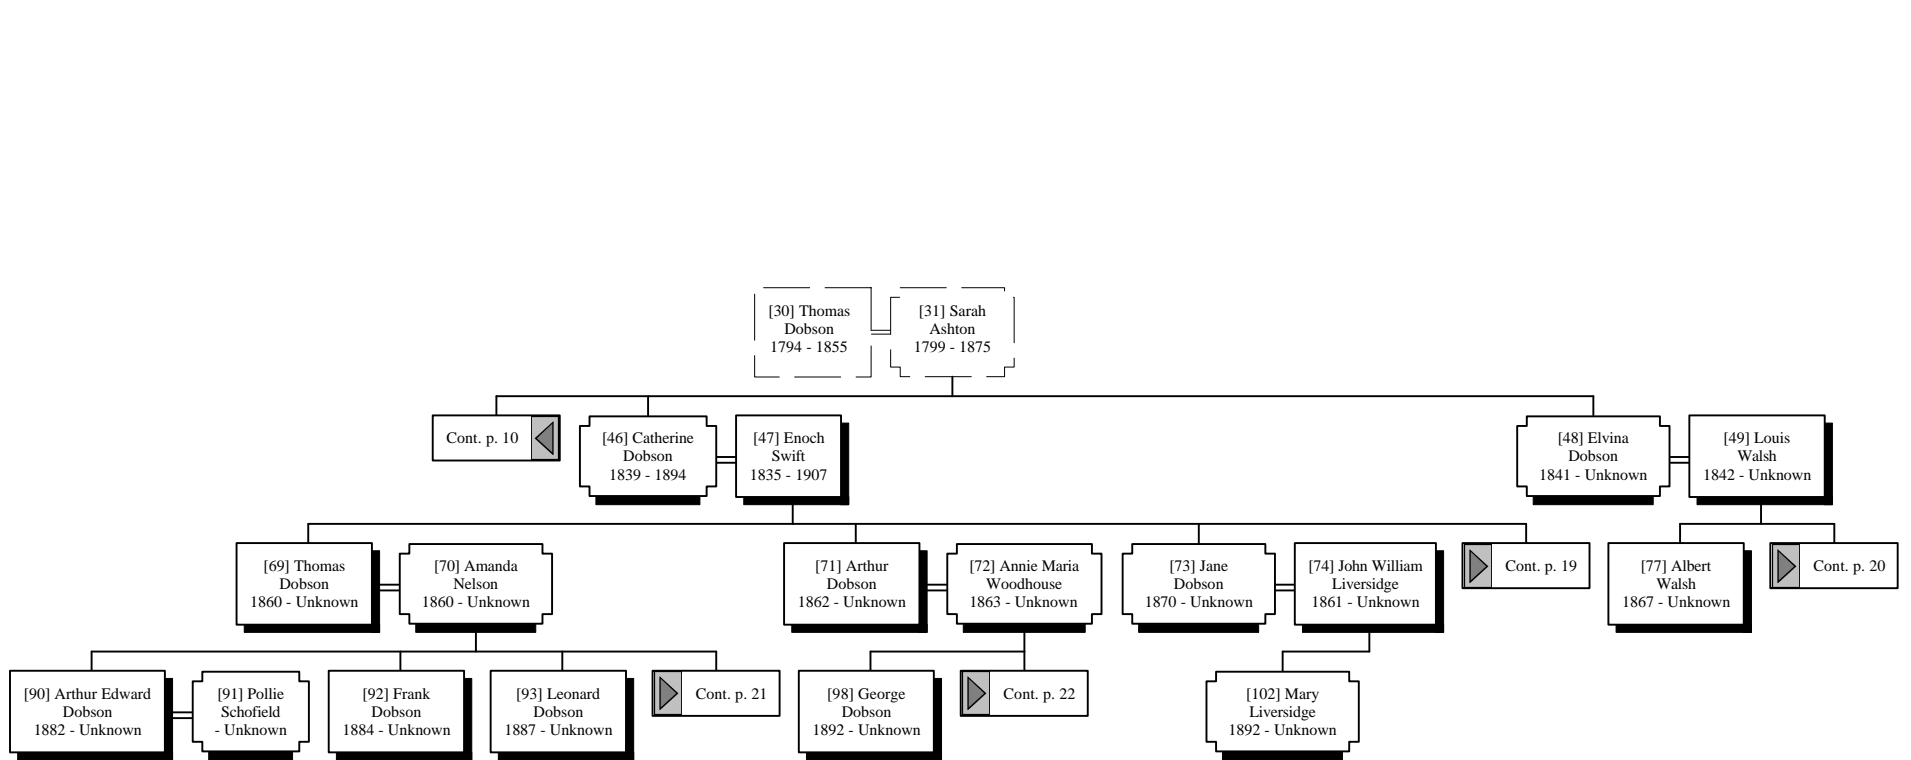 [30] Thomas
Dobson
1794 - 1855
[31] Sarah
Ashton
1799 - 1875
Cont. p. 10
[46] Catherine
Dobson
1839 - 1894
[47] Enoch
Swift
1835 - 1907
[48] Elvina
Dobson
1841 - Unknown
[49] Louis
Walsh
1842 - Unknown
[69] Thomas
Dobson
1860 - Unknown
[70] Amanda
Nelson
1860 - Unknown
[71] Arthur
Dobson
1862 - Unknown
[72] Annie Maria
Woodhouse
1863 - Unknown
[73] Jane
Dobson
1870 - Unknown
[74] John William
Liversidge
1861 - Unknown
Cont. p. 19
[77] Albert
Walsh
1867 - Unknown
Cont. p. 20
[90] Arthur Edward
Dobson
1882 - Unknown
[91] Pollie
Schofield
- Unknown
[92] Frank
Dobson
1884 - Unknown
[93] Leonard
Dobson
1887 - Unknown
Cont. p. 21
[98] George
Dobson
1892 - Unknown
Cont. p. 22
[102] Mary
Liversidge
1892 - Unknown